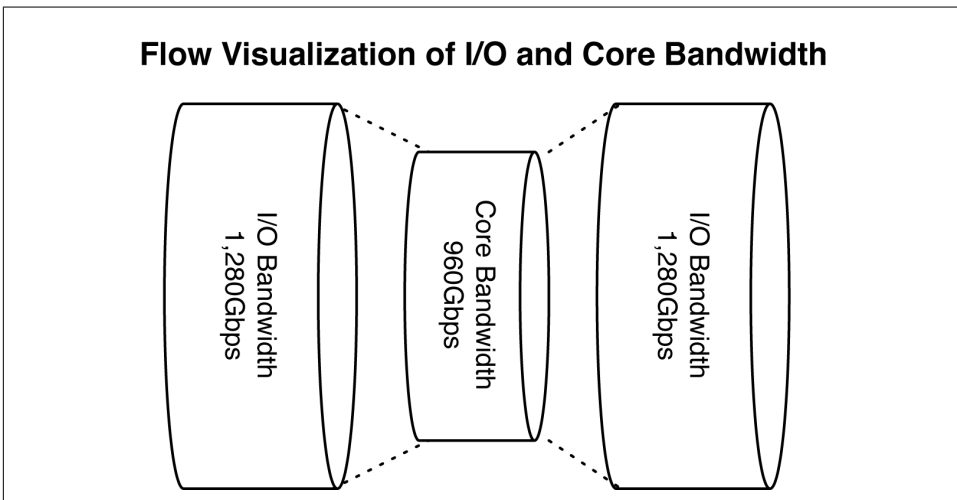 Flow Visualization of I/O and Core Bandwidth
I/O Bandwidth
1,280Gbps
Core Bandwidth
960Gbps
I/O Bandwidth
1,280Gbps